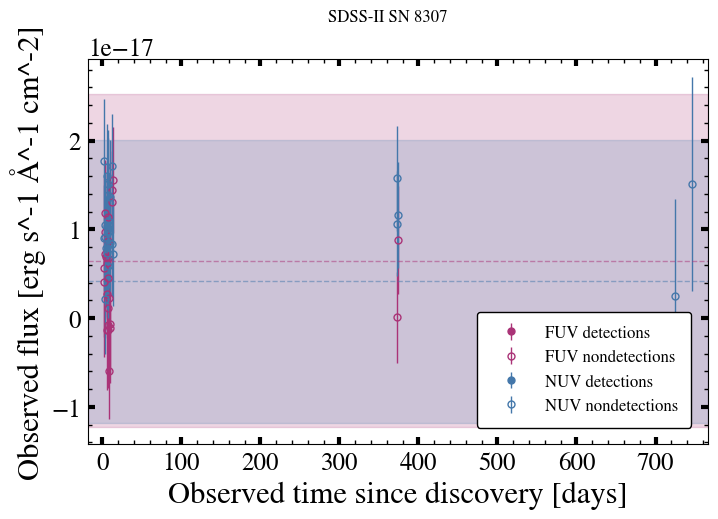 SDSS-II SN 8307
1e−17
Observed flux [erg s^-1 Å^-1 cm^-2]
2
1
0
−1
FUV detections
FUV nondetections
NUV detections
NUV nondetections
0 100 200 300 400 500 600 700
Observed time since discovery [days]